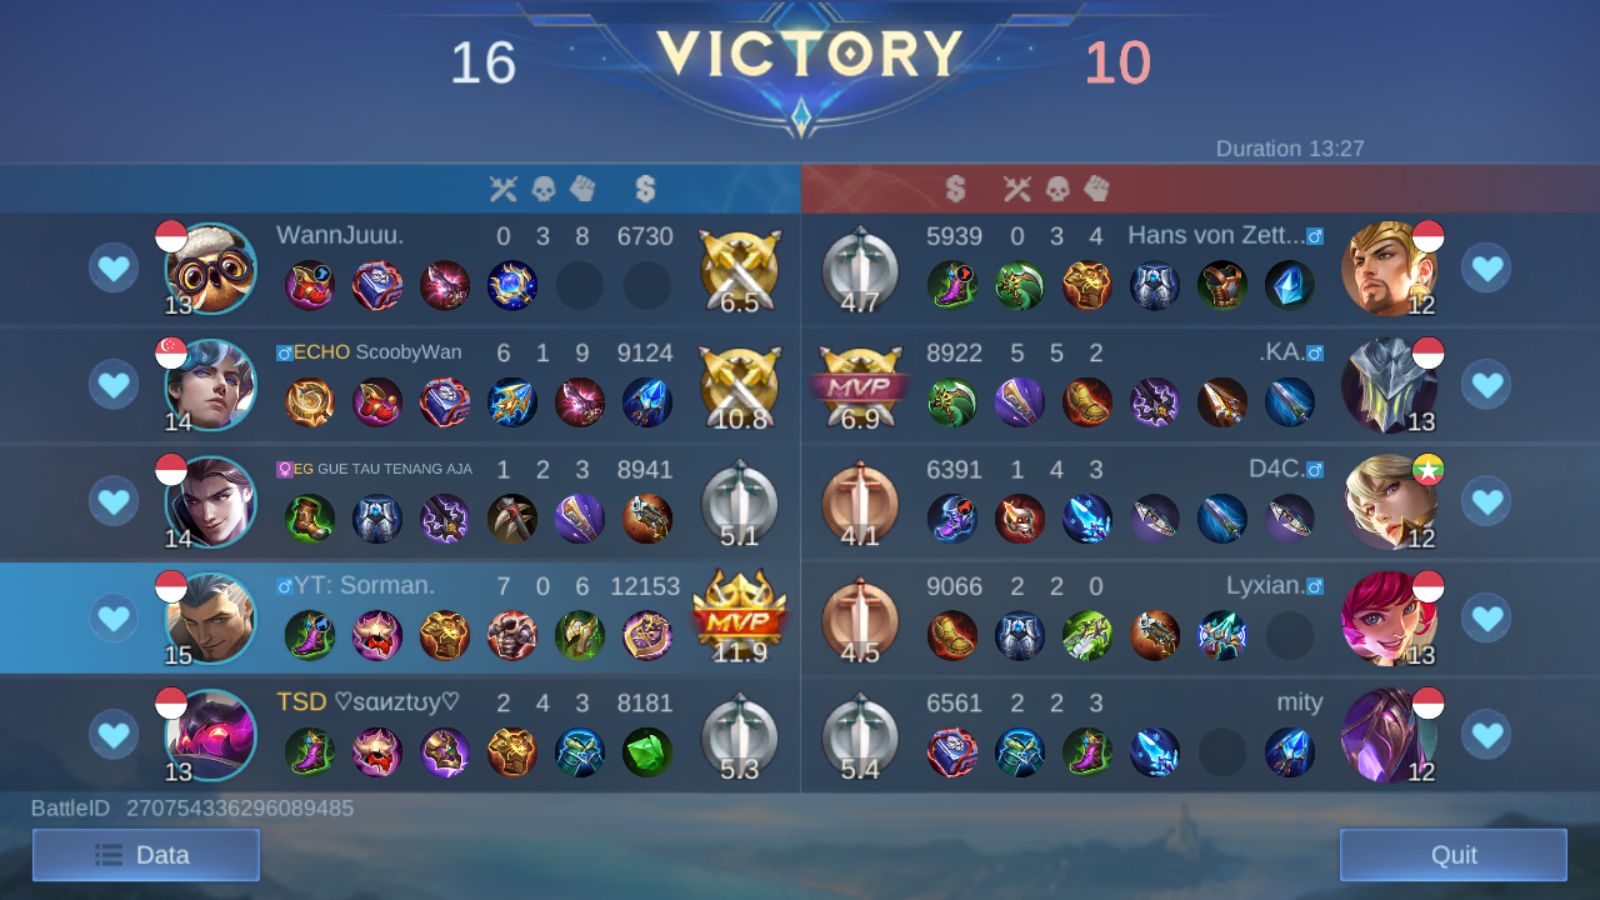 16 VICTORY 10
Duration 13:27
WannJuuu. 0 3 8 6730
13 6.5
5939 0 3 4 Hans von Zett...
4.7 12
ECHO ScoobyWan 6 1 9 9124
14 10.8
8922 5 5 2 .KA.
MVP
6.9 13
EG GUE TAU TENANG AJA 1 2 3 8941
14 5.1
6391 1 4 3 D4C.
4.1 12
YT: Sorman. 7 0 6 12153
MVP
15 11.9
9066 2 2 0 Lyxian.
4.5 13
TSD ♡sαиztʊy♡ 2 4 3 8181
13 5.3
6561 2 2 3 mity
5.4 12
BattleID 270754336296089485
Data
Quit